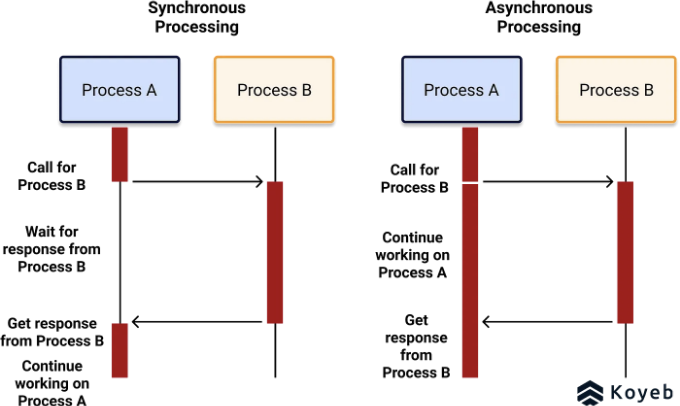 Synchronous
Processing
Process A
Process B
Call for
Process B
Wait for
response from
Process B
Get response
from Process B
Continue
working on
Process A
Asynchronous
Processing
Process A
Process B
Call for
Process B
Continue
working on
Process A
Get
response
from
Process B
Koyeb